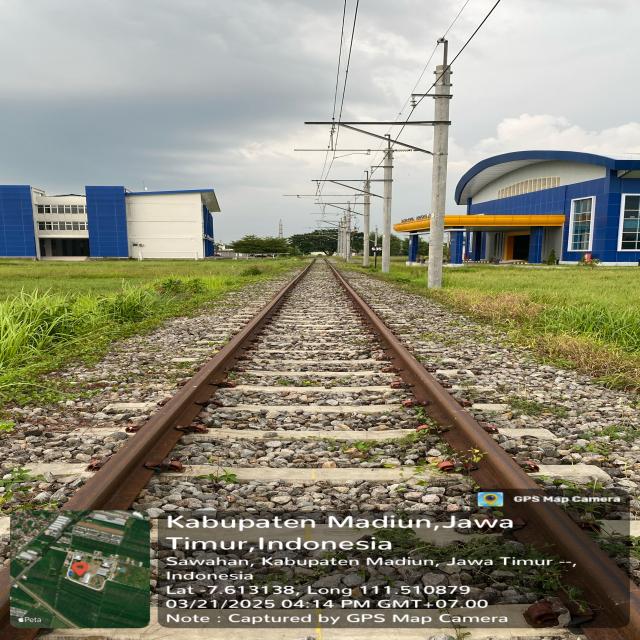 GPS Map Camera
Kabupaten Madiun,Jawa
Timur,Indonesia
Sawahan, Kabupaten Madiun, Jawa Timur --,
Indonesia
Lat -7.613138, Long 111.510879
03/21/2025 04:14 PM GMT+07:00
Note : Captured by GPS Map Camera
Peta